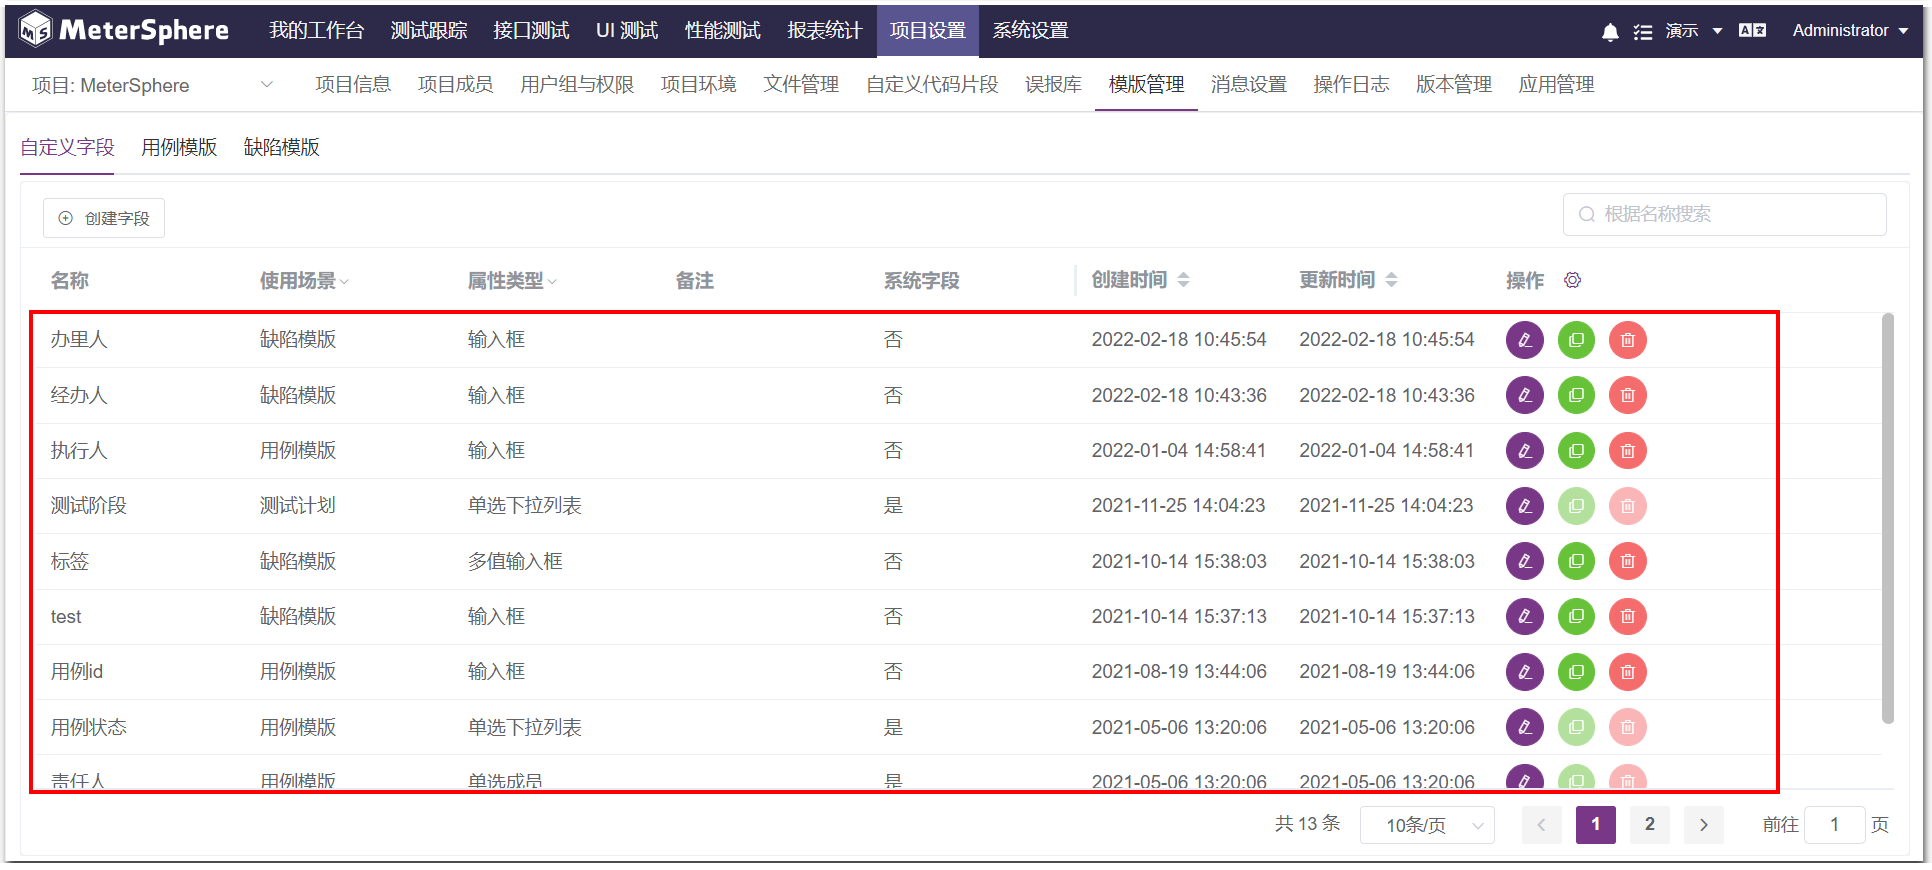 MeterSphere 我的工作台 测试跟踪 接口测试 UI 测试 性能测试 报表统计 项目设置 系统设置 演示 Administrator
项目: MeterSphere 项目信息 项目成员 用户组与权限 项目环境 文件管理 自定义代码片段 误报库 模版管理 消息设置 操作日志 版本管理 应用管理
自定义字段 用例模版 缺陷模版
创建字段 根据名称搜索
名称 使用场景 属性类型 备注 系统字段 创建时间 更新时间 操作
办里人 缺陷模版 输入框 否 2022-02-18 10:45:54 2022-02-18 10:45:54
经办人 缺陷模版 输入框 否 2022-02-18 10:43:36 2022-02-18 10:43:36
执行人 用例模版 输入框 否 2022-01-04 14:58:41 2022-01-04 14:58:41
测试阶段 测试计划 单选下拉列表 是 2021-11-25 14:04:23 2021-11-25 14:04:23
标签 缺陷模版 多值输入框 否 2021-10-14 15:38:03 2021-10-14 15:38:03
test 缺陷模版 输入框 否 2021-10-14 15:37:13 2021-10-14 15:37:13
用例id 用例模版 输入框 否 2021-08-19 13:44:06 2021-08-19 13:44:06
用例状态 用例模版 单选下拉列表 是 2021-05-06 13:20:06 2021-05-06 13:20:06
责任人 用例模版 单选成员 是 2021-05-06 13:20:06 2021-05-06 13:20:06
共 13 条 10条/页 1 2 前往 1 页